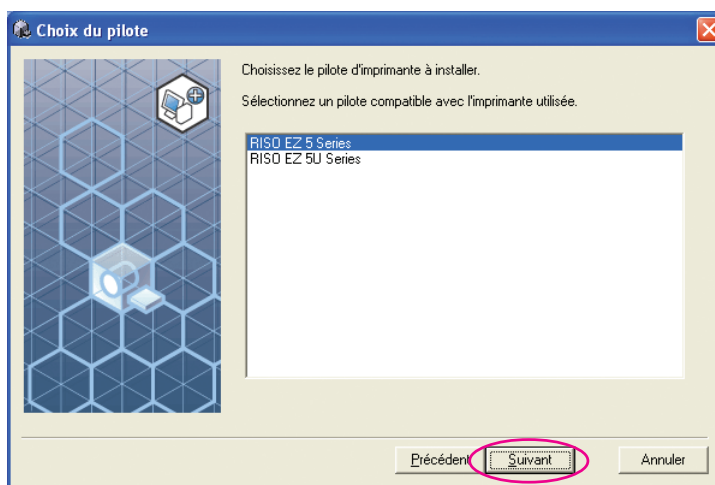 Choix du pilote
Choisissez le pilote d'imprimante à installer.
Sélectionnez un pilote compatible avec l'imprimante utilisée.
RISO EZ 5 Series
RISO EZ 5U Series
Précédent Suivant Annuler